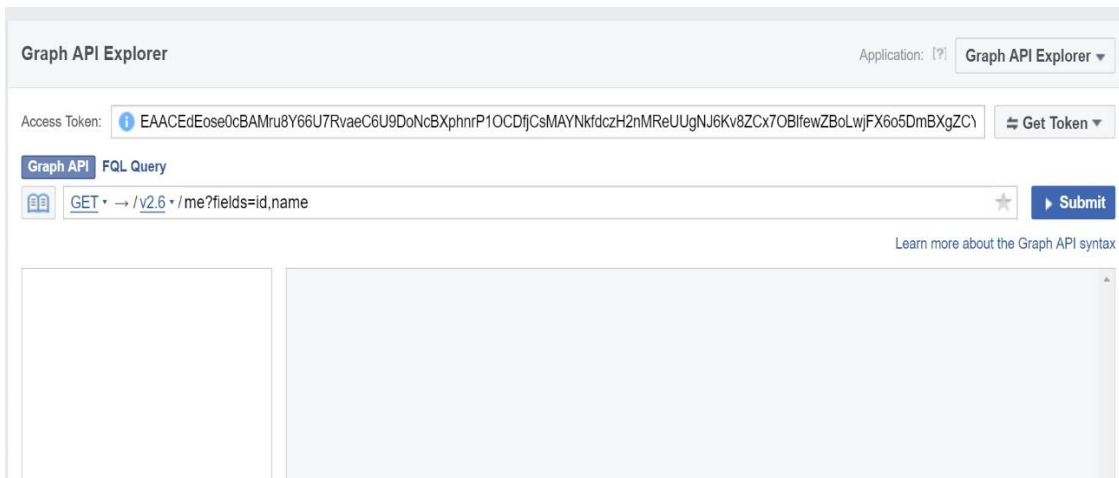 Graph API Explorer Application: [?] Graph API Explorer
Access Token: EAACEdEose0cBAMru8Y66U7RvaeC6U9DoNcBXphnrP1OCDfjCsMAYNkfdczH2nMReUUgNJ6Kv8ZCx7OBlfewZBoLwjFX6o5DmBXgZCY Get Token
Graph API FQL Query
GET → / v2.6 / me?fields=id,name Submit
Learn more about the Graph API syntax